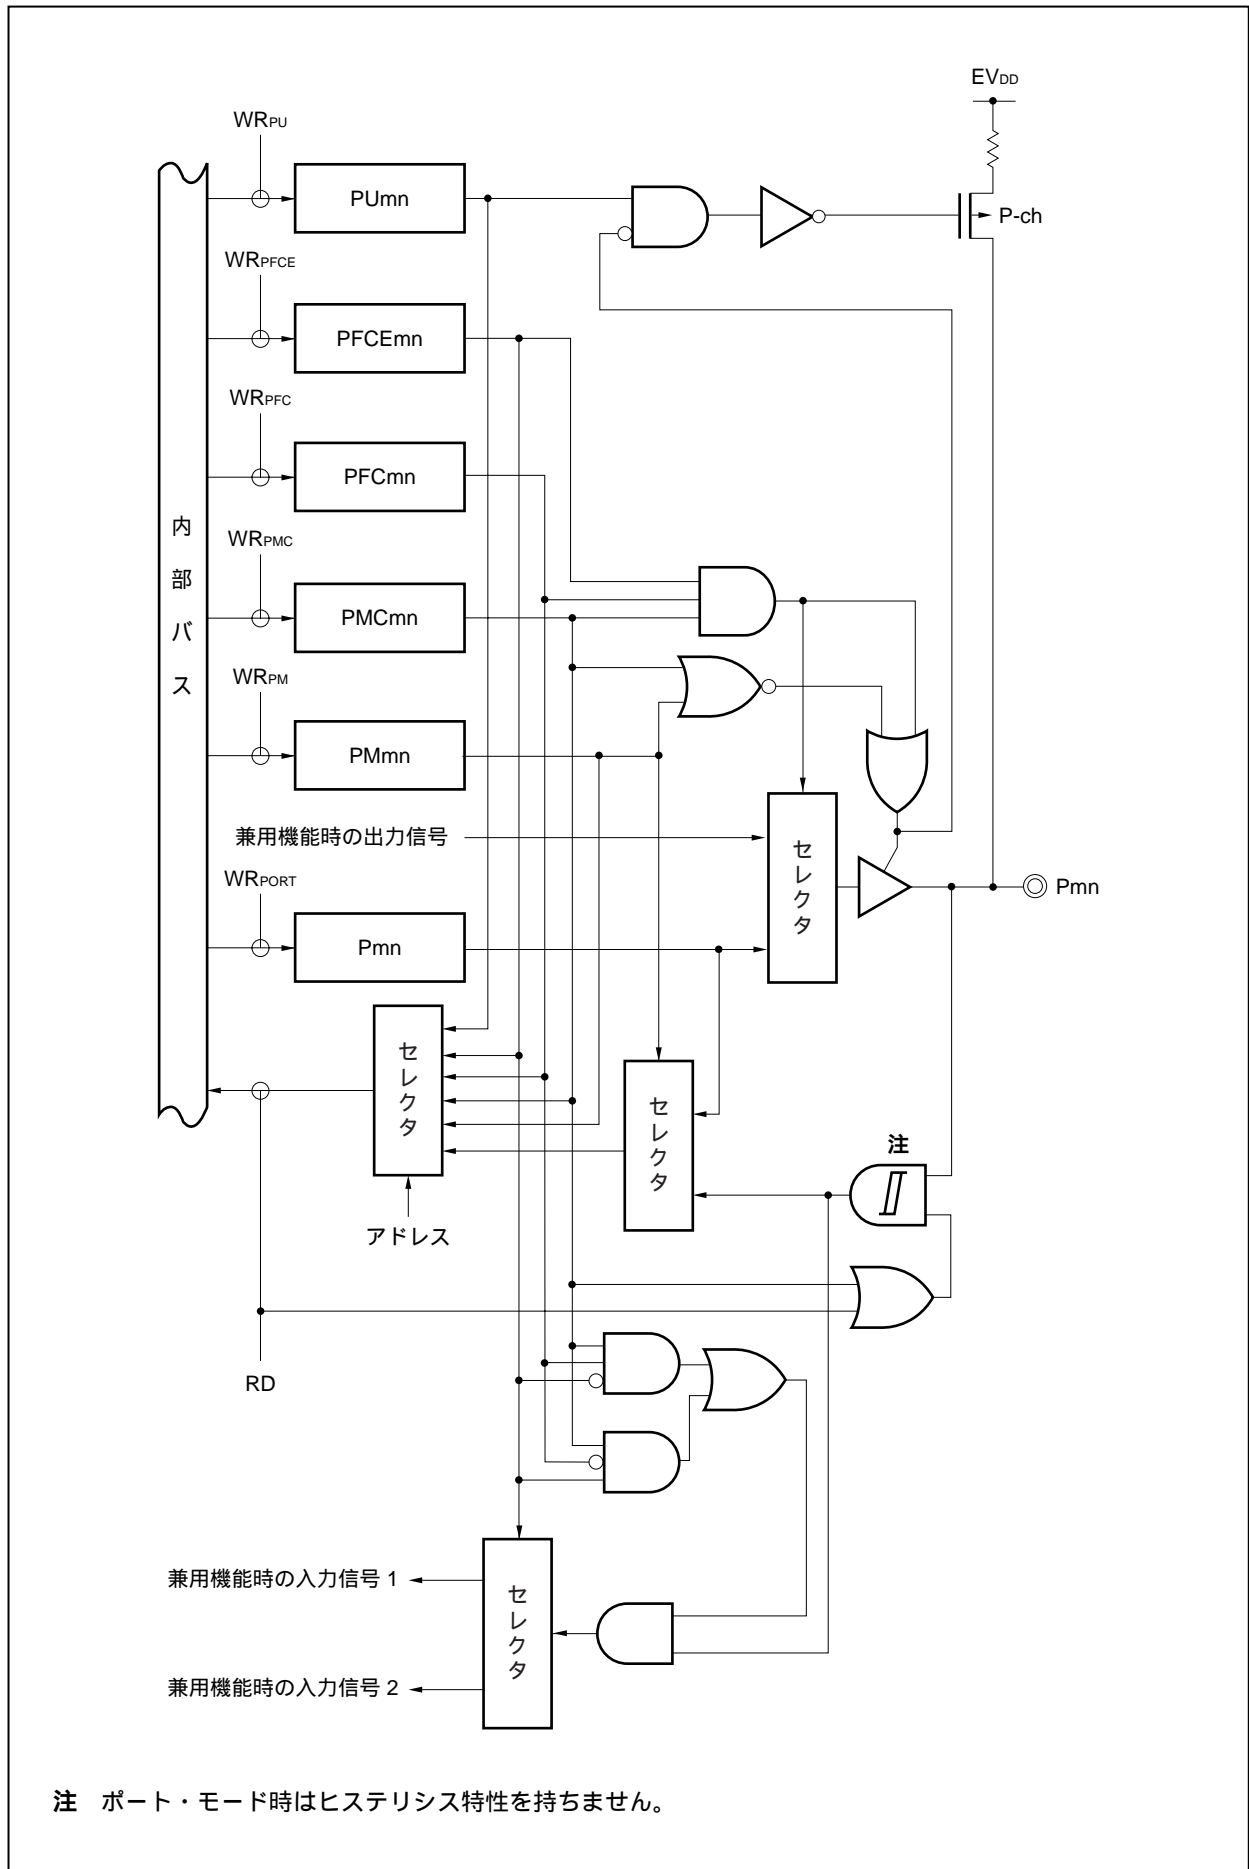 EVDD
WRPU
PUmn
P-ch
WRPFCE
PFCEmn
WRPFC
PFCmn
内部バス
WRPMC
PMCmn
WRPM
PMmn
兼用機能時の出力信号
セレクタ
WRPORT
Pmn
Pmn
セレクタ
セレクタ
注
アドレス
RD
兼用機能時の入力信号 1
セレクタ
兼用機能時の入力信号 2
注 ポート・モード時はヒステリシス特性を持ちません。